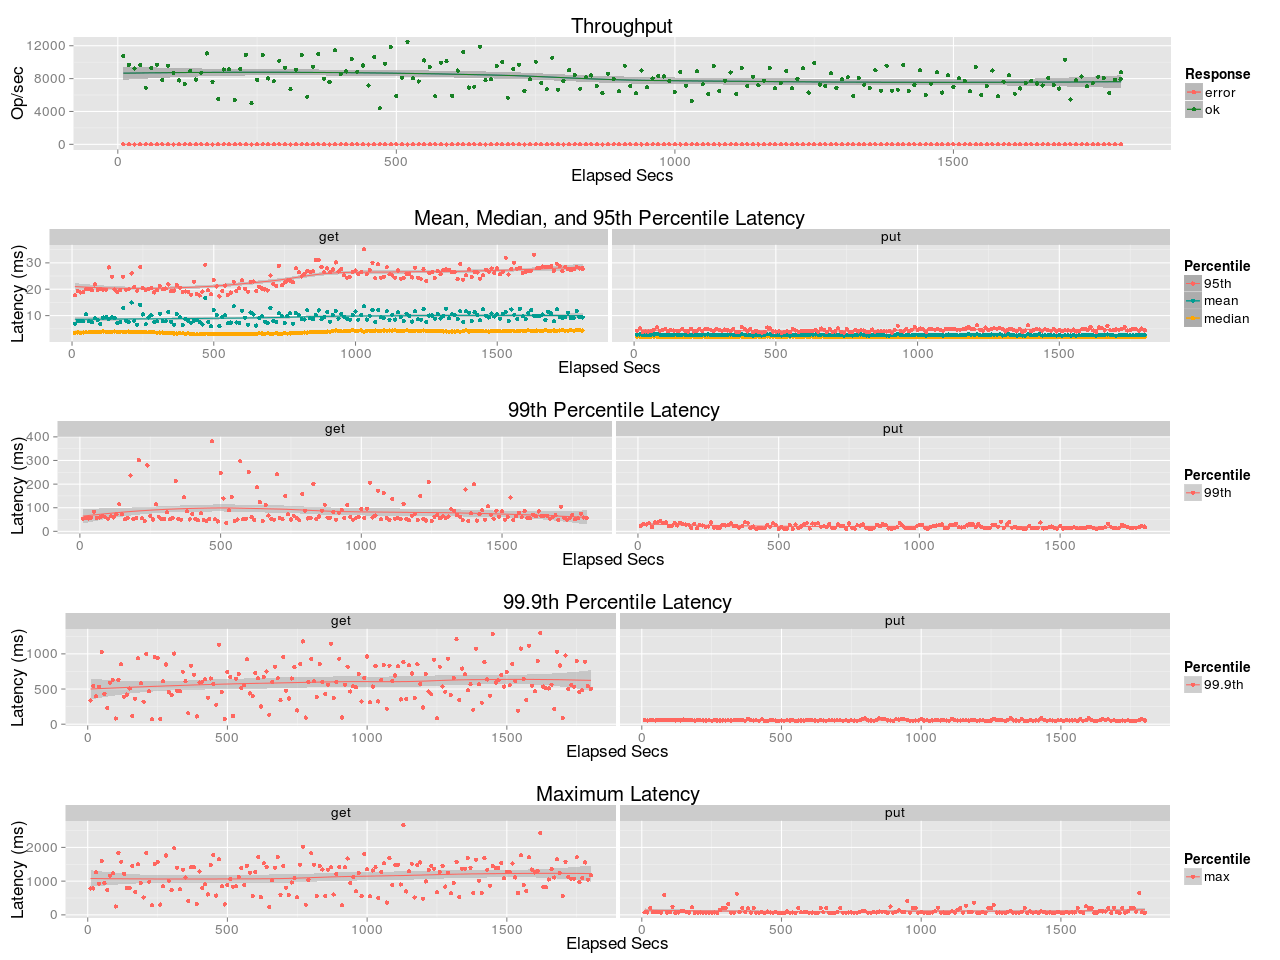 Throughput
Op/sec
12000
8000
4000
0
0 500 1000 1500
Elapsed Secs
Response
error
ok
Mean, Median, and 95th Percentile Latency
get put
Latency (ms)
30
20
10
0 500 1000 1500 0 500 1000 1500
Elapsed Secs
Percentile
95th
mean
median
99th Percentile Latency
get put
Latency (ms)
400
300
200
100
0
0 500 1000 1500 0 500 1000 1500
Elapsed Secs
Percentile
99th
99.9th Percentile Latency
get put
Latency (ms)
1000
500
0
0 500 1000 1500 0 500 1000 1500
Elapsed Secs
Percentile
99.9th
Maximum Latency
get put
Latency (ms)
2000
1000
0
0 500 1000 1500 0 500 1000 1500
Elapsed Secs
Percentile
max